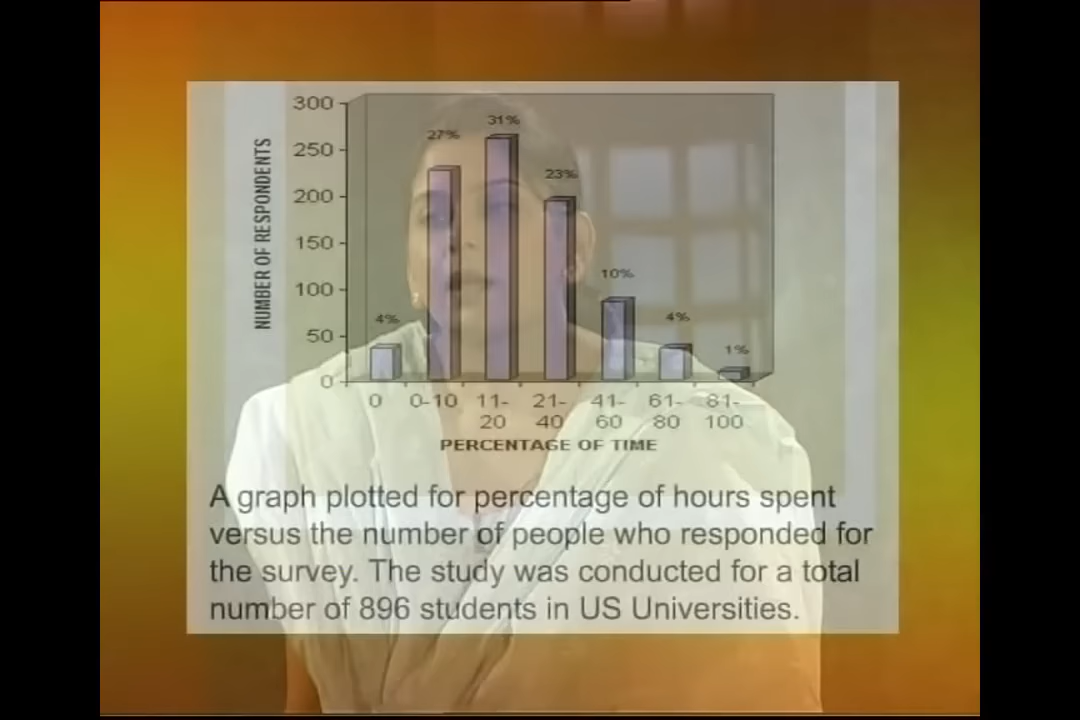 300
27%
31%
250
23%
200
NUMBER OF RESPONDENTS
150
10%
100
4%
4%
50
1%
0
0 0-10 11-20 21-40 41-60 61-80 81-100
PERCENTAGE OF TIME
A graph plotted for percentage of hours spent
versus the number of people who responded for
the survey. The study was conducted for a total
number of 896 students in US Universities.